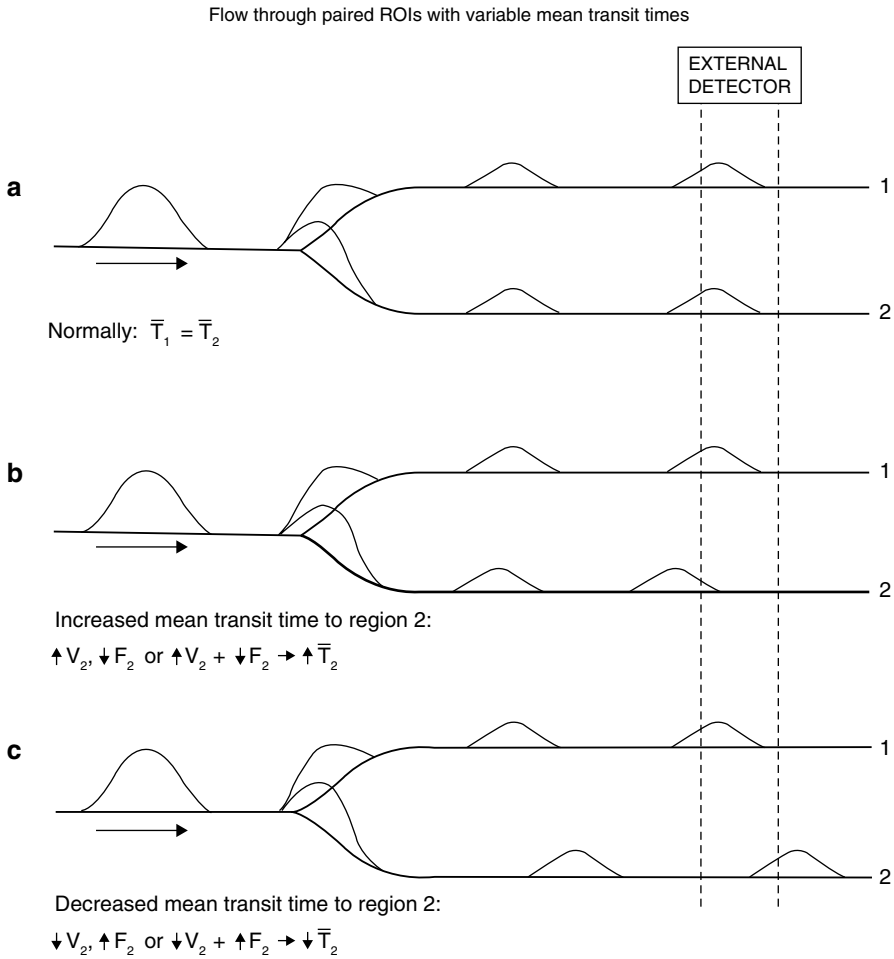 Flow through paired ROIs with variable mean transit times
EXTERNAL
DETECTOR
a
1
2
Normally: T̅₁ = T̅₂
b
1
2
Increased mean transit time to region 2:
↑V₂, ↓F₂ or ↑V₂ + ↓F₂ → ↑T̅₂
c
1
2
Decreased mean transit time to region 2:
↓V₂, ↑F₂ or ↓V₂ + ↑F₂ → ↓T̅₂